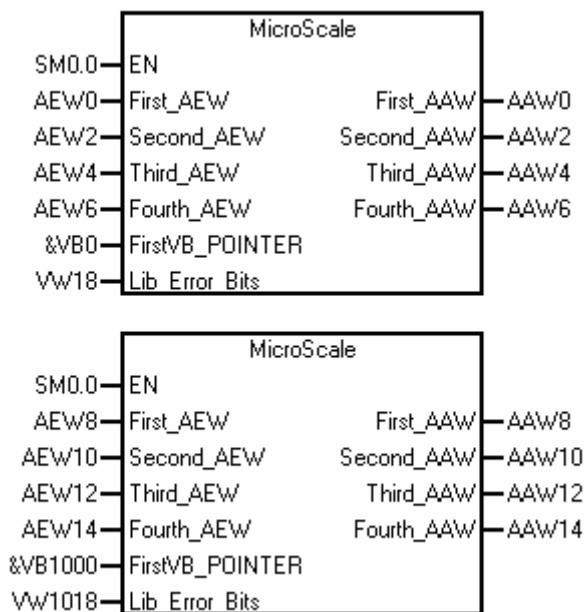 MicroScale
SM0.0 EN
AEW0 First_AEW First_AAW AAW0
AEW2 Second_AEW Second_AAW AAW2
AEW4 Third_AEW Third_AAW AAW4
AEW6 Fourth_AEW Fourth_AAW AAW6
&VB0 FirstVB_POINTER
VW18 Lib_Error_Bits
MicroScale
SM0.0 EN
AEW8 First_AEW First_AAW AAW8
AEW10 Second_AEW Second_AAW AAW10
AEW12 Third_AEW Third_AAW AAW12
AEW14 Fourth_AEW Fourth_AAW AAW14
&VB1000 FirstVB_POINTER
VW1018 Lib_Error_Bits